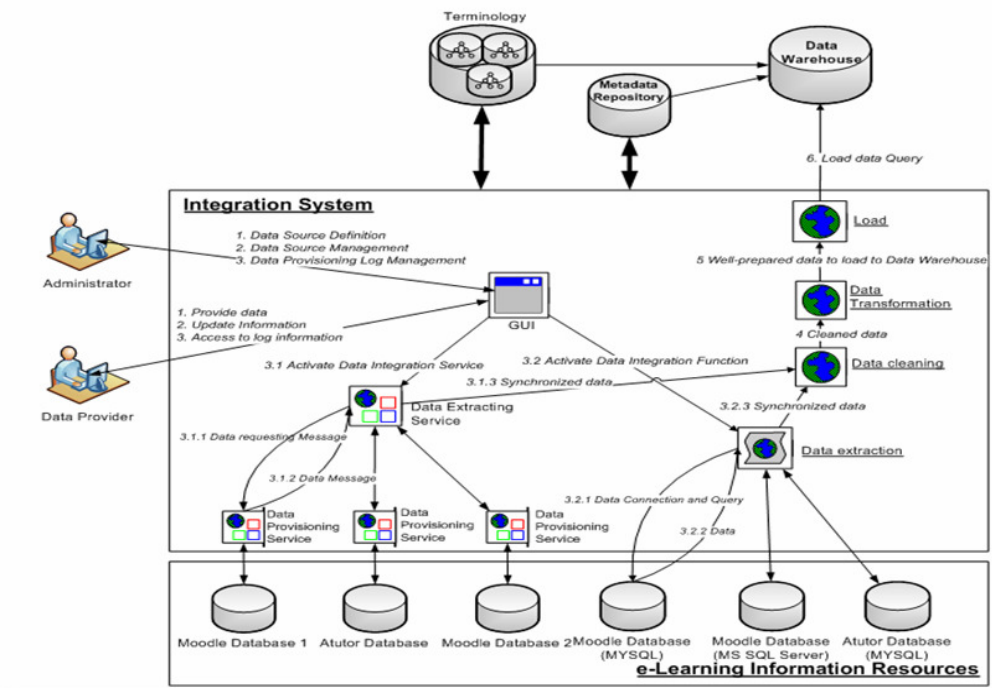 Terminology
Data
Warehouse
Metadata
Repository
6. Load data Query
Integration System
Load
1. Data Source Definition
2. Data Source Management
3. Data Provisioning Log Management
5 Well-prepared data to load to Data Warehouse
Administrator
Data
Transformation
1. Provide data
2. Update Information
3. Access to log information
GUI
4 Cleaned data
3.1 Activate Data Integration Service
3.2 Activate Data Integration Function
Data cleaning
3.1.3 Synchronized data
Data Provider
Data Extracting
Service
3.2.3 Synchronized data
3.1.1 Data requesting Message
Data extraction
3.1.2 Data Message
3.2.1 Data Connection and Query
Data
Provisioning
Service
Data
Provisioning
Service
Data
Provisioning
Service
3.2.2 Data
Moodle Database 1
Atutor Database
Moodle Database 2
Moodle Database
(MYSQL)
Moodle Database
(MS SQL Server)
Atutor Database
(MYSQL)
e-Learning Information Resources